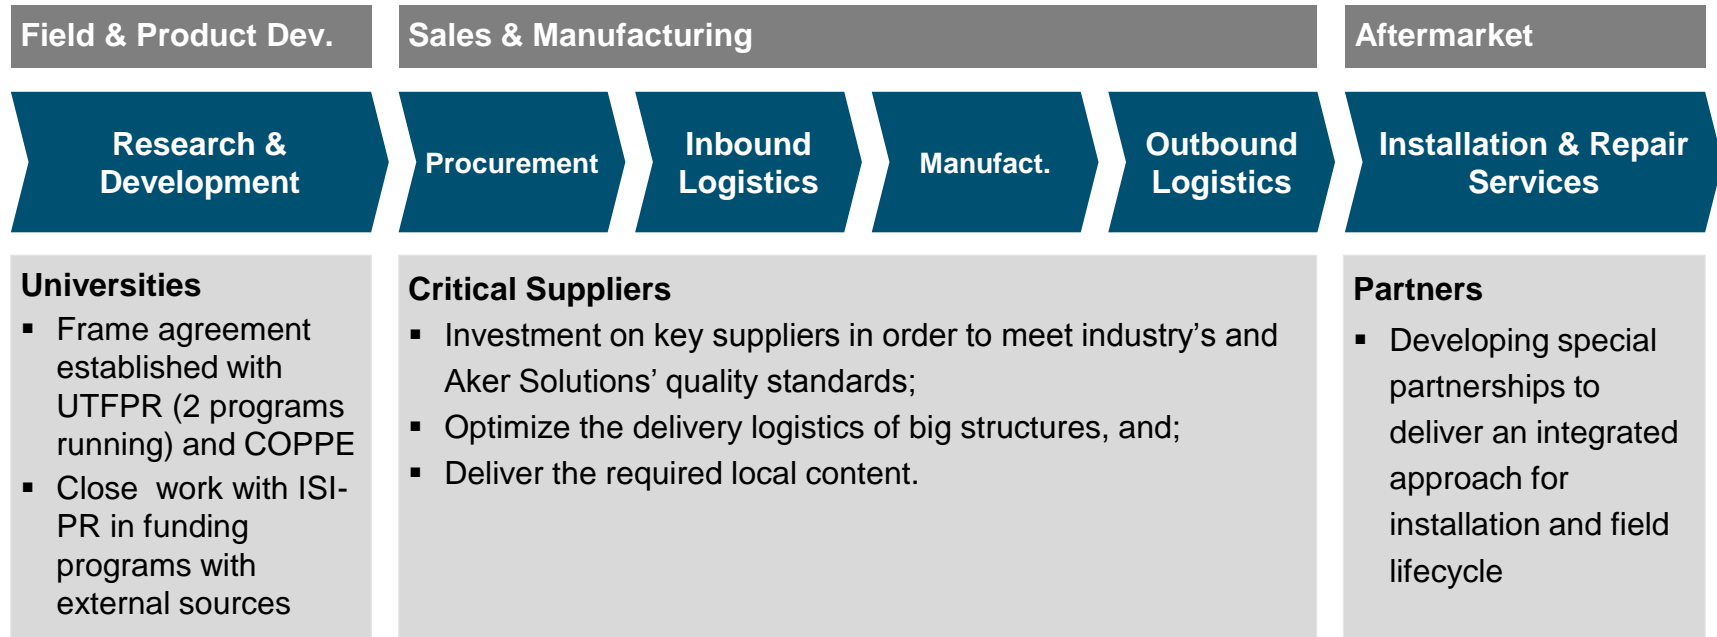 Field & Product Dev.
Sales & Manufacturing
Aftermarket
Research &
Development
Procurement
Inbound
Logistics
Manufact.
Outbound
Logistics
Installation & Repair
Services
Universities
▪ Frame agreement
established with
UTFPR (2 programs
running) and COPPE
▪ Close work with ISI-
PR in funding
programs with
external sources
Critical Suppliers
▪ Investment on key suppliers in order to meet industry’s and
Aker Solutions’ quality standards;
▪ Optimize the delivery logistics of big structures, and;
▪ Deliver the required local content.
Partners
▪ Developing special
partnerships to
deliver an integrated
approach for
installation and field
lifecycle